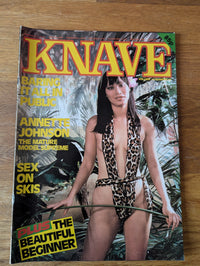 KNAVE
BARING
IT ALL IN
PUBLIC
ANNETTE
JOHNSON
THE MATURE
MODEL SUPREME
SEX
ON
SKIS
PLUS THE
BEAUTIFUL
BEGINNER